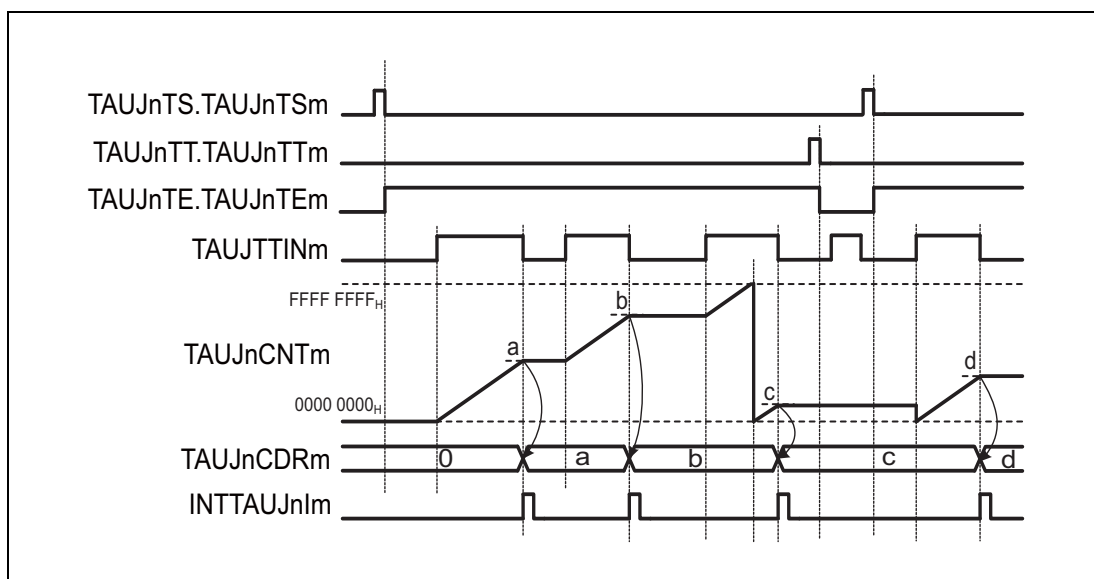 TAUJnTS.TAUJnTSm
TAUJnTT.TAUJnTTm
TAUJnTE.TAUJnTEm
TAUJTTINm
FFFF FFFFH
TAUJnCNTm
a
b
c
d
0000 0000H
TAUJnCDRm
0 a b c d
INTTAUJnIm